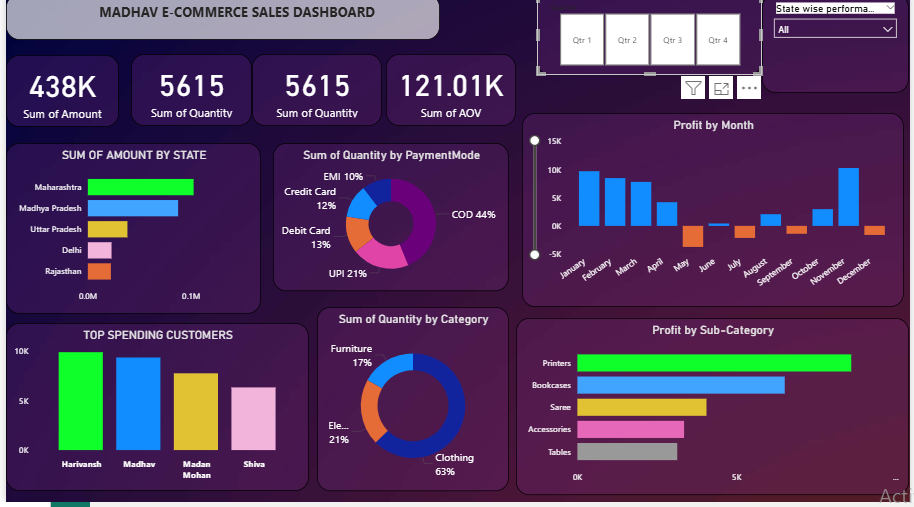 MADHAV E-COMMERCE SALES DASHBOARD
Qtr 1
Qtr 2
Qtr 3
Qtr 4
State wise performa...
All
438K
Sum of Amount
5615
Sum of Quantity
5615
Sum of Quantity
121.01K
Sum of AOV
SUM OF AMOUNT BY STATE
Maharashtra
Madhya Pradesh
Uttar Pradesh
Delhi
Rajasthan
0.0M
0.1M
Sum of Quantity by PaymentMode
EMI 10%
Credit Card
12%
Debit Card
13%
UPI 21%
COD 44%
Profit by Month
15K
10K
5K
0K
-5K
January
February
March
April
May
June
July
August
September
October
November
December
TOP SPENDING CUSTOMERS
10K
5K
0K
Harivansh
Madhav
Madan
Mohan
Shiva
Sum of Quantity by Category
Furniture
17%
Ele...
21%
Clothing
63%
Profit by Sub-Category
Printers
Bookcases
Saree
Accessories
Tables
0K
5K
...
Acti